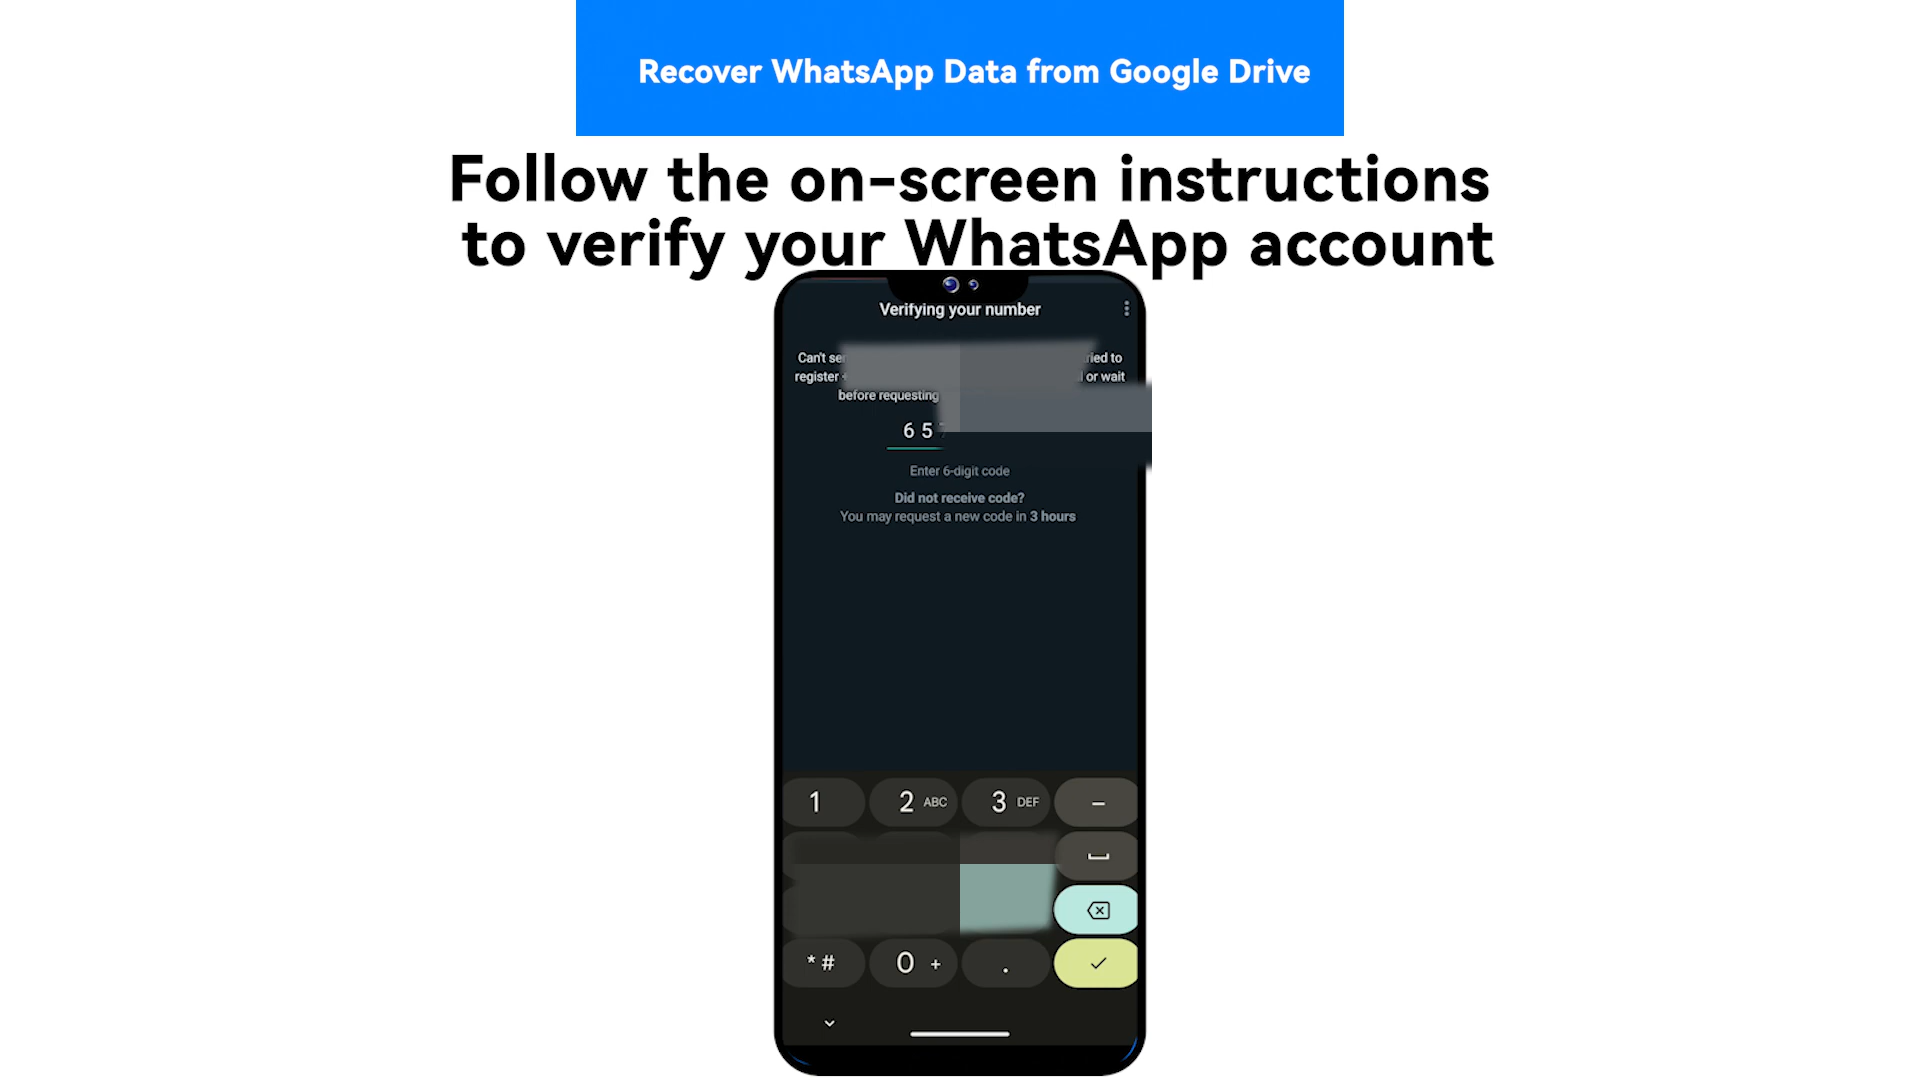 Recover WhatsApp Data from Google Drive
Follow the on-screen instructions
to verify your WhatsApp account
Verifying your number
Can't to
register or wait
before requesting
6 5
Enter 6-digit code
Did not receive code?
You may request a new code in 3 hours
1 2 ABC 3 DEF –
* # 0 + .